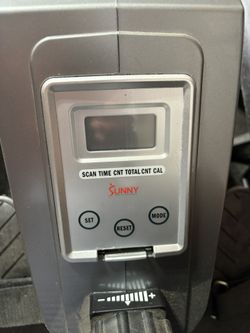 SCAN TIME CNT TOTAL CNT CAL
SUNNY
SET
RESET
MODE
+ -